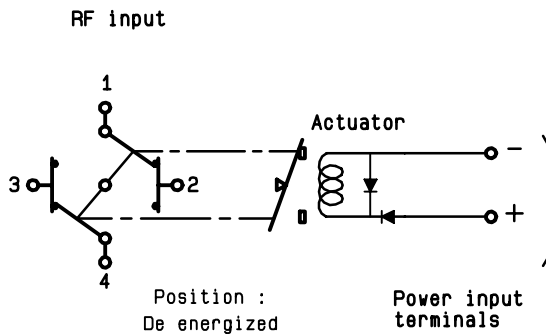 RF input
1
Actuator
-
3
2
+
4
Position :
De energized
Power input
terminals